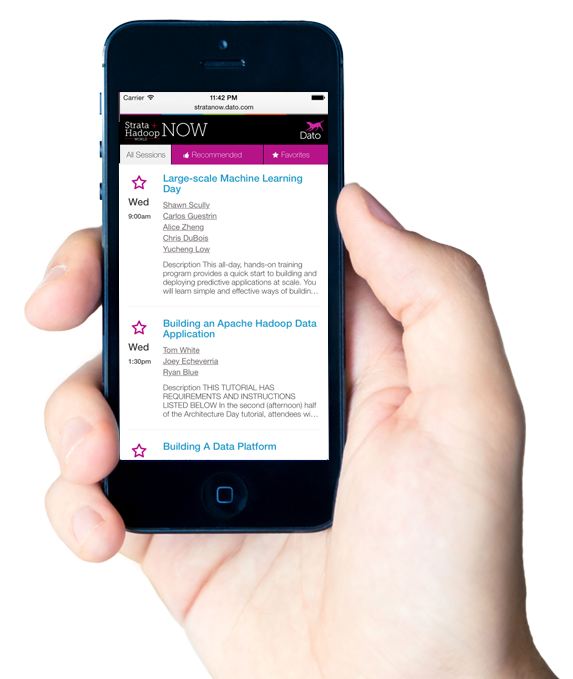 Carrier 11:42 PM
stratanow.dato.com
Strata +
Hadoop
WORLD
NOW
Dato
All Sessions Recommended Favorites
Large-scale Machine Learning
Day
Wed
9:00am
Shawn Scully
Carlos Guestrin
Alice Zheng
Chris DuBois
Yucheng Low
Description This all-day, hands-on training
program provides a quick start to building and
deploying predictive applications at scale. You
will learn simple and effective ways of buildin...
Building an Apache Hadoop Data
Application
Wed
1:30pm
Tom White
Joey Echeverria
Ryan Blue
Description THIS TUTORIAL HAS
REQUIREMENTS AND INSTRUCTIONS
LISTED BELOW In the second (afternoon) half
of the Architecture Day tutorial, attendees wi...
Building A Data Platform